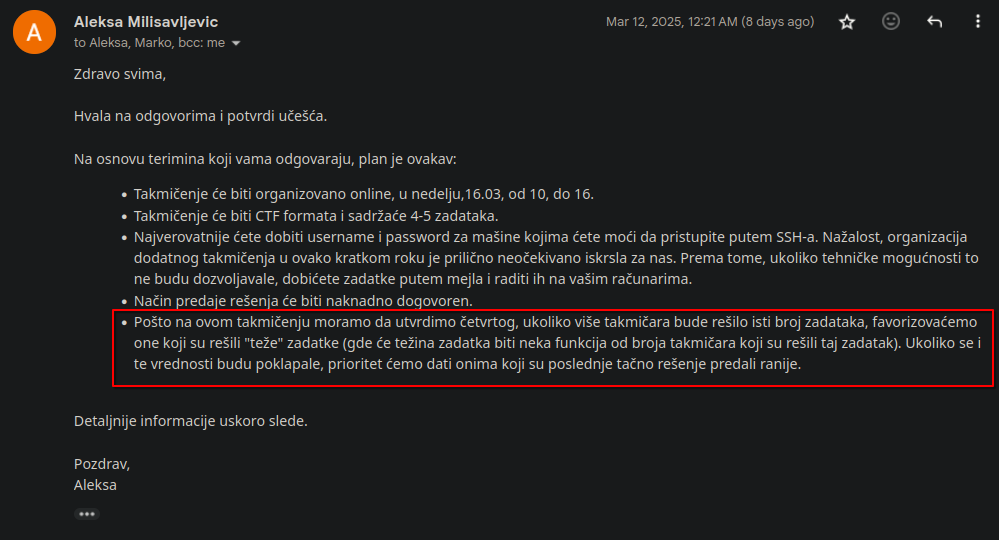 Aleksa Milisavljevic
Mar 12, 2025, 12:21 AM (8 days ago)
to Aleksa, Marko, bcc: me
A
Zdravo svima,
Hvala na odgovorima i potvrdi učešća.
Na osnovu terimina koji vama odgovaraju, plan je ovakav:
• Takmičenje će biti organizovano online, u nedelju,16.03, od 10, do 16.
• Takmičenje će biti CTF formata i sadržaće 4-5 zadataka.
• Najverovatnije ćete dobiti username i password za mašine kojima ćete moći da pristupite putem SSH-a. Nažalost, organizacija
dodatnog takmičenja u ovako kratkom roku je prilično neočekivano iskrsla za nas. Prema tome, ukoliko tehničke mogućnosti to
ne budu dozvoljavale, dobićete zadatke putem mejla i raditi ih na vašim računarima.
• Način predaje rešenja će biti naknadno dogovoren.
• Pošto na ovom takmičenju moramo da utvrdimo četvrtog, ukoliko više takmičara bude rešilo isti broj zadataka, favorizovaćemo
one koji su rešili "teže" zadatke (gde će težina zadatka biti neka funkcija od broja takmičara koji su rešili taj zadatak). Ukoliko se i
te vrednosti budu poklapale, prioritet ćemo dati onima koji su poslednje tačno rešenje predali ranije.
Detaljnije informacije uskoro slede.
Pozdrav,
Aleksa